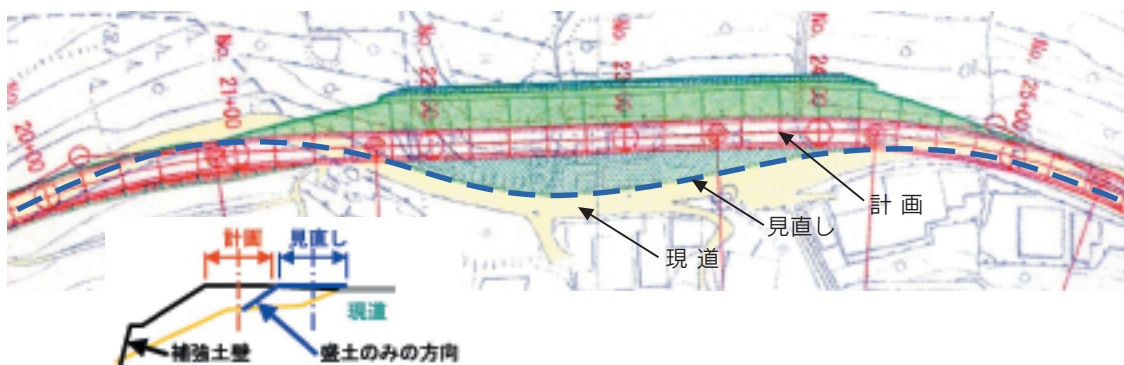 No. 20+00
No. 21+00
No. 22+00
No. 24+00
No. 25+00
計 画
見直し
現 道
計画
見直し
現道
補強土壁
盛土のみの方向